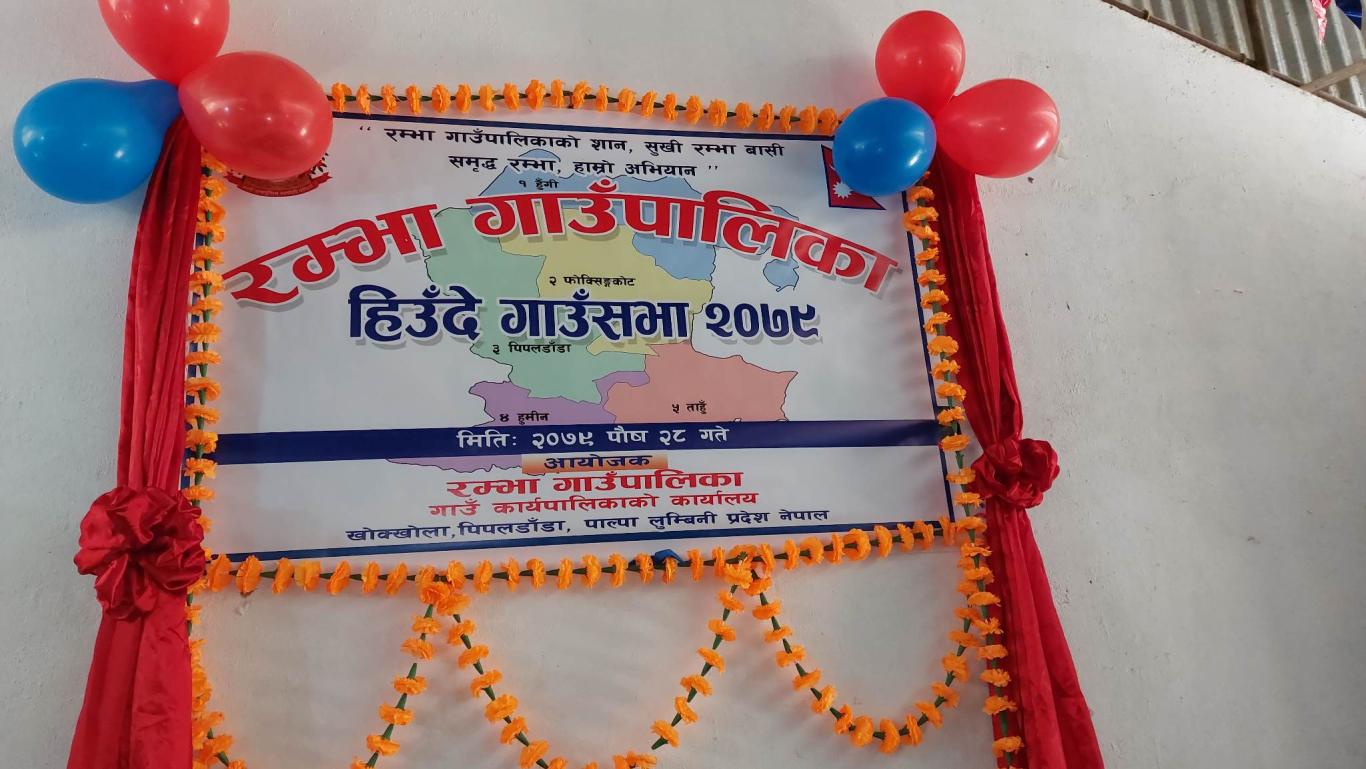 “ रम्भा गाउँपालिकाको शान, सुखी रम्भा बासी
समृद्ध रम्भा, हाम्रो अभियान ”
१ हुँगी
रम्भा गाउँपालिका
२ फोक्सिङ्गकोट
हिउँदे गाउँसभा २०७९
३ पिपलडाँडा
४ हुमीन
५ ताहुँ
मितिः २०७९ पौष २८ गते
आयोजक
रम्भा गाउँपालिका
गाउँ कार्यपालिकाको कार्यालय
खोक्खोला,पिपलडाँडा, पाल्पा लुम्बिनी प्रदेश नेपाल